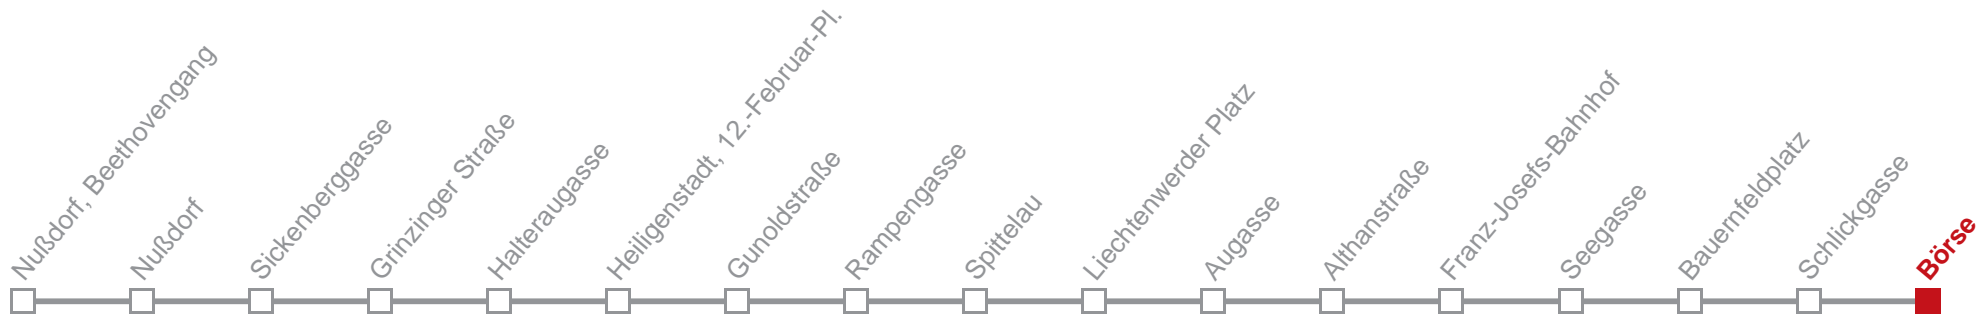 Nußdorf, Beethovengang
Nußdorf
Sickenberggasse
Grinzinger Straße
Halteraugasse
Heiligenstadt, 12.-Februar-Pl.
Gunoldstraße
Rampengasse
Spittelau
Liechtenwerder Platz
Augasse
Althanstraße
Franz-Josefs-Bahnhof
Seegasse
Bauernfeldplatz
Schlickgasse
Börse